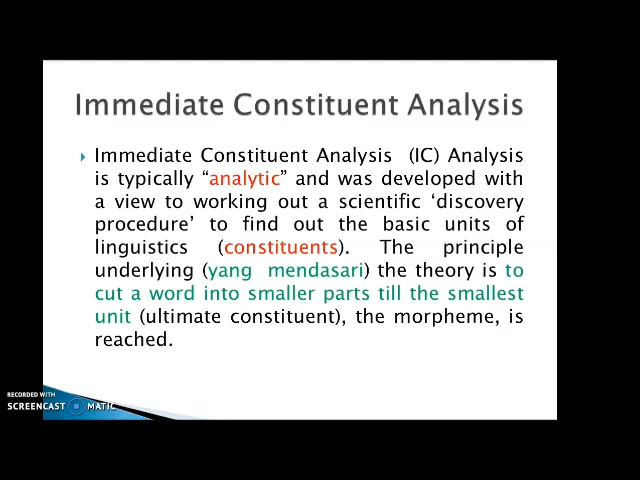 Immediate Constituent Analysis
Immediate Constituent Analysis (IC) Analysis
is typically “analytic” and was developed with
a view to working out a scientific ‘discovery
procedure’ to find out the basic units of
linguistics (constituents). The principle
underlying (yang mendasari) the theory is to
cut a word into smaller parts till the smallest
unit (ultimate constituent), the morpheme, is
reached.
RECORDED WITH
SCREENCAST MATIC